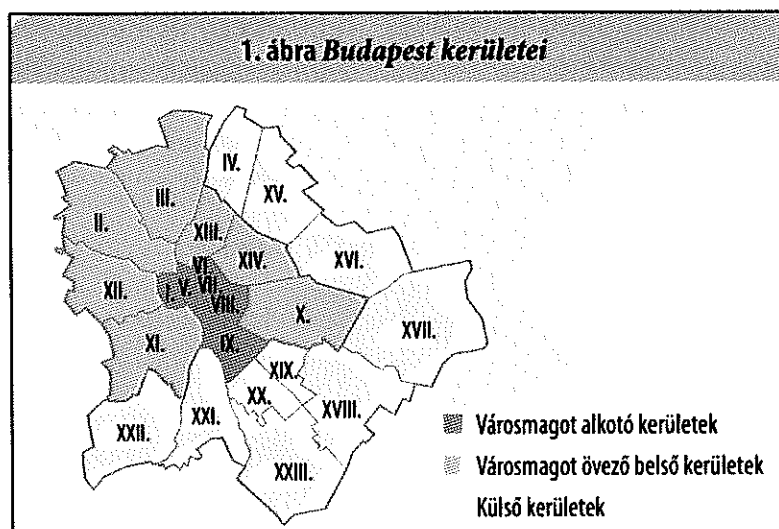 1. ábra Budapest kerületei
IV.
III.
XV.
II.
XIII.
XIV.
XVI.
VI.
XII.
I.
V.
VII.
VIII.
X.
XVII.
XI.
IX.
XIX.
XX.
XVIII.
XXI.
XXII.
XXIII.
Városmagot alkotó kerületek
Városmagot övező belső kerületek
Külső kerületek